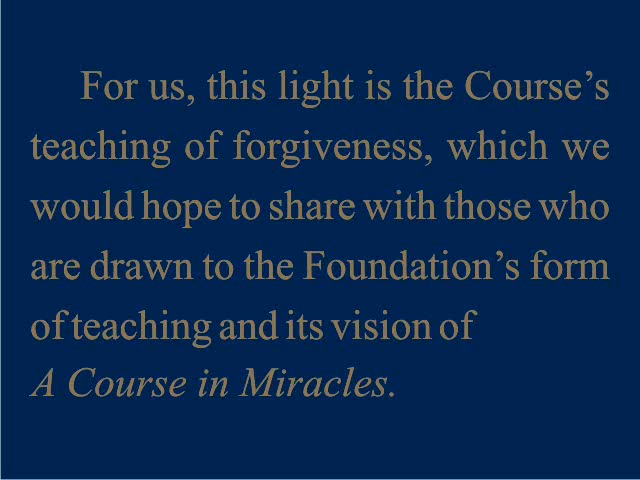 For us, this light is the Course’s
teaching of forgiveness, which we
would hope to share with those who
are drawn to the Foundation’s form
of teaching and its vision of
A Course in Miracles.